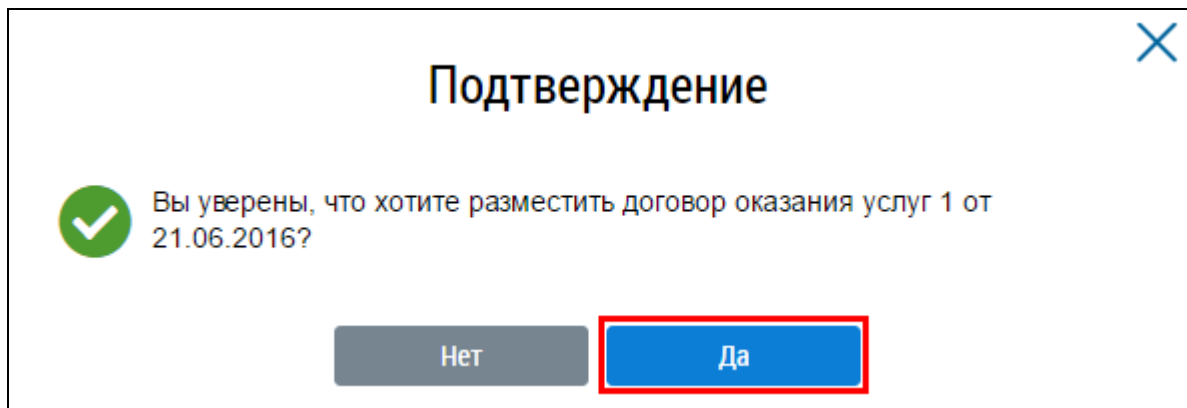 Подтверждение
Вы уверены, что хотите разместить договор оказания услуг 1 от
21.06.2016?
Нет
Да